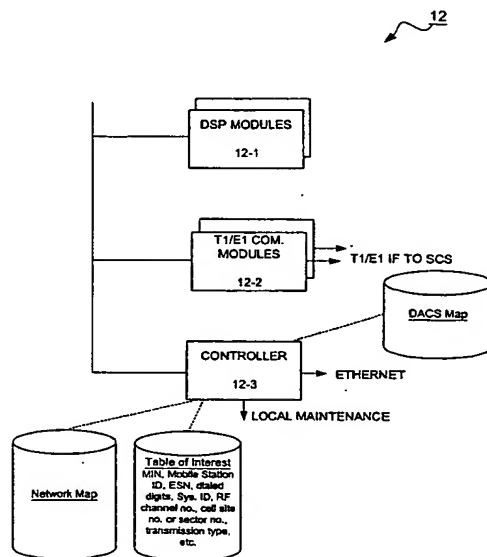 12
DSP MODULES
12-1
T1/E1 COM.
MODULES
12-2
T1/E1 IF TO SCS
DACS Map
CONTROLLER
12-3
ETHERNET
LOCAL MAINTENANCE
Network Map
Table of Interest
MIN, Mobile Station
ID, ESN, dialed
digits, Sys. ID, RF
channel no., cell site
no. or sector no.,
transmission type,
etc.